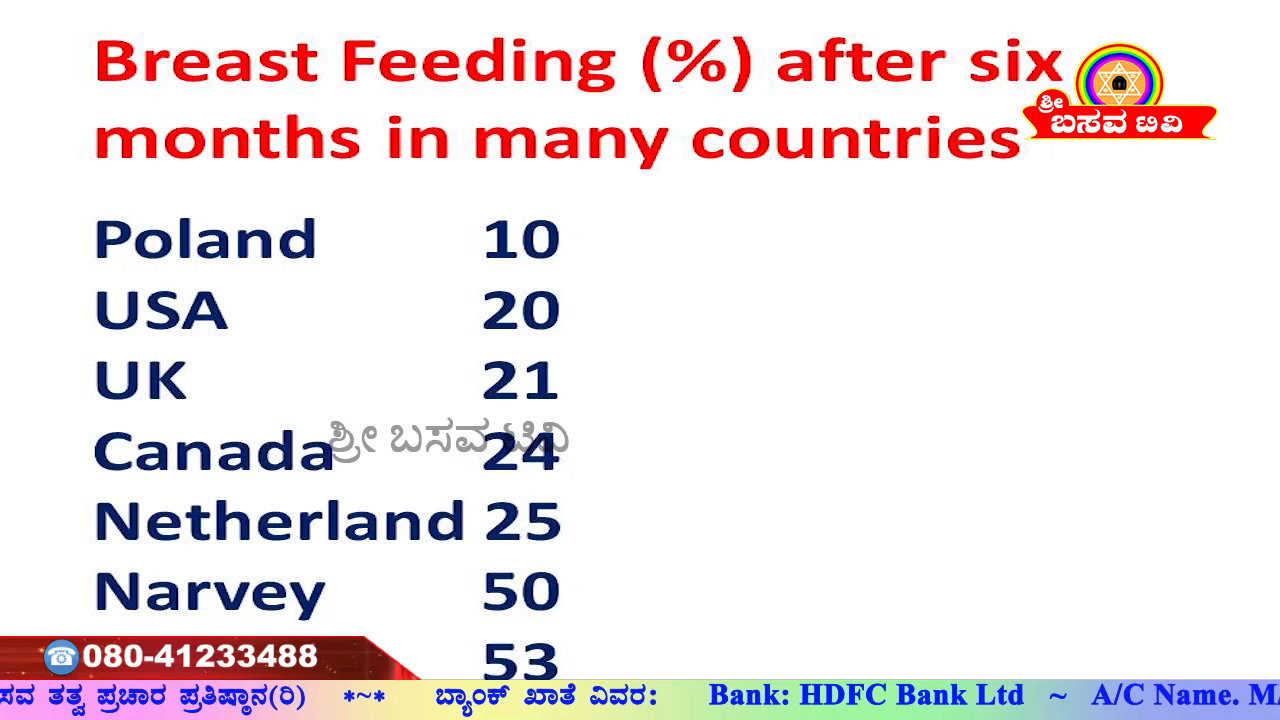 Breast Feeding (%) after six
months in many countries
ಶ್ರೀ
ಬಸವ ಟಿವಿ
Poland 10
USA 20
UK 21
Canada 24
ಶ್ರೀ ಬಸವ ಟಿವಿ
Netherland 25
Narvey 50
53
☎080-41233488
ಸವ ತತ್ವ ಪ್ರಚಾರ ಪ್ರತಿಷ್ಠಾನ(ರಿ) *~* ಬ್ಯಾಂಕ್ ಖಾತೆ ವಿವರ: Bank: HDFC Bank Ltd ~ A/C Name. M